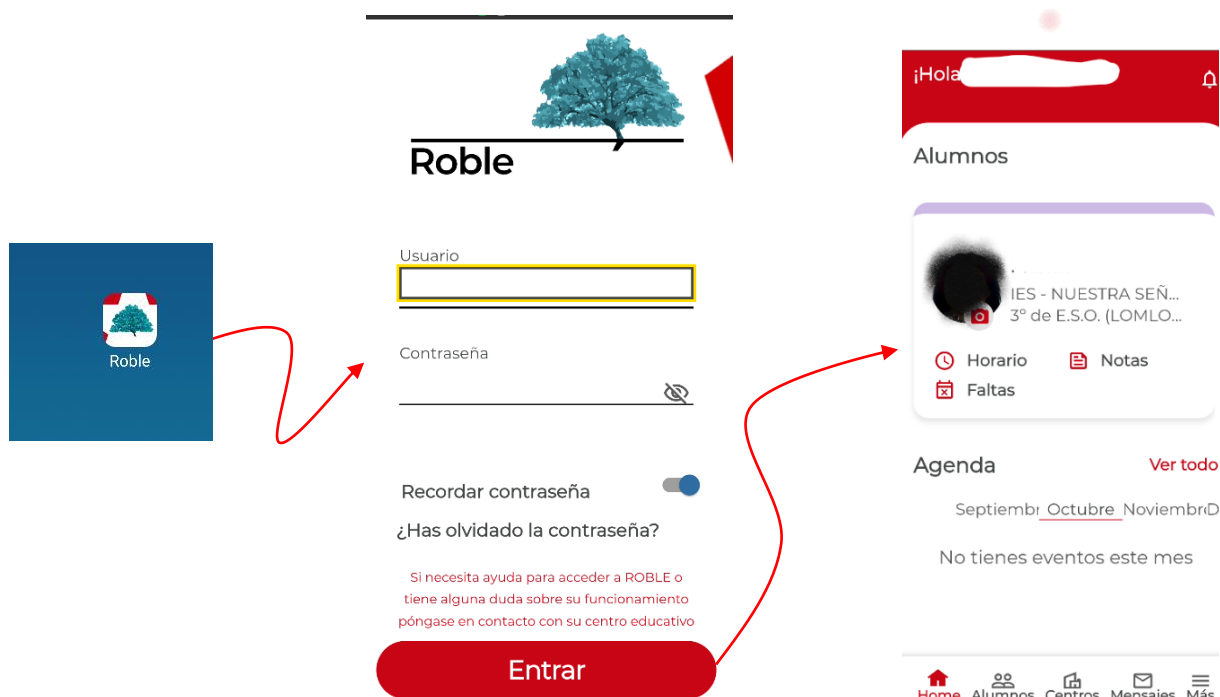 Roble
Roble
Usuario
Contraseña
Recordar contraseña
¿Has olvidado la contraseña?
Si necesita ayuda para acceder a ROBLE o
tiene alguna duda sobre su funcionamiento
póngase en contacto con su centro educativo
Entrar
¡Hola
Alumnos
IES - NUESTRA SEÑ...
3º de E.S.O. (LOMLO...
Horario Notas
Faltas
Agenda Ver todo
Septiembr Octubre Noviembr D
No tienes eventos este mes
Home Alumnos Centros Mensajes Más